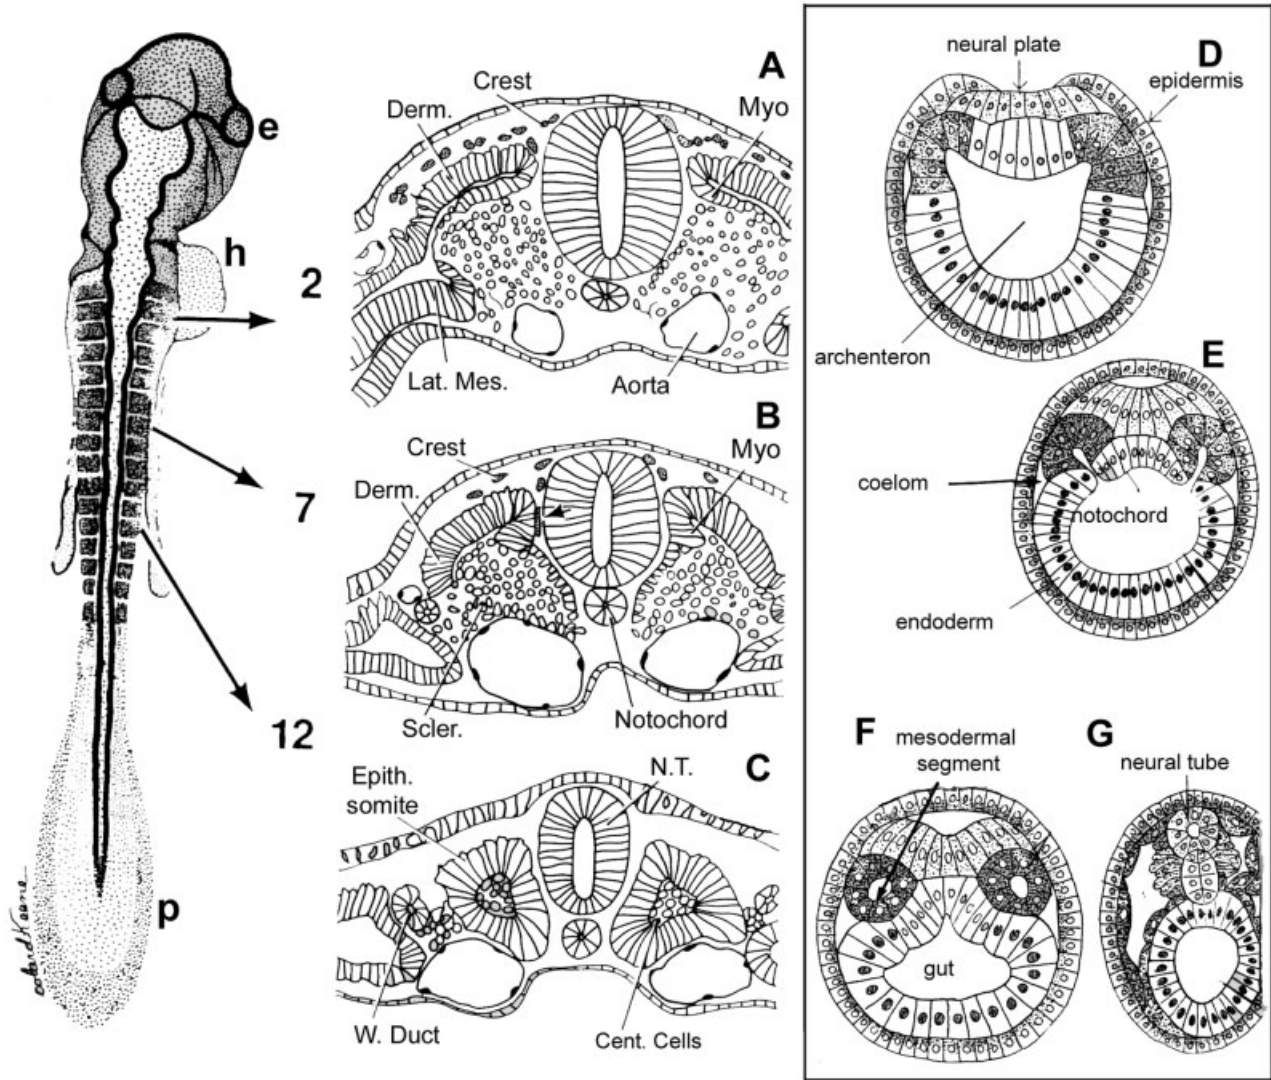 e
h
p
2
7
12
A
Crest
Derm.
Myo
Lat. Mes.
Aorta
B
Crest
Myo
Derm.
Scler.
Notochord
C
N.T.
Epith.
somite
W. Duct
Cent. Cells
D
neural plate
epidermis
archenteron
E
coelom
notochord
endoderm
F
mesodermal
segment
gut
G
neural tube